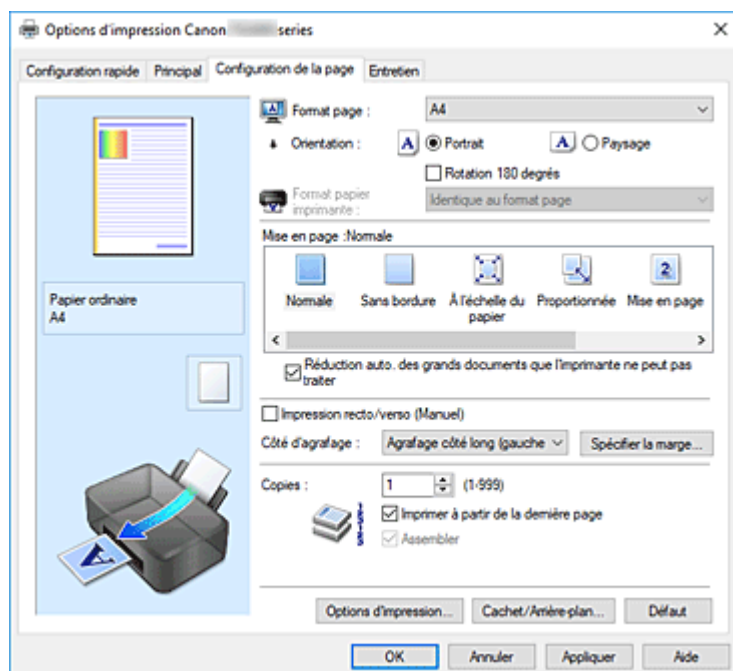 Options d'impression Canon series
Configuration rapide Principal Configuration de la page Entretien
Format page : A4
Orientation : A Portrait A Paysage
Rotation 180 degrés
Format papier imprimante : Identique au format page
Mise en page :Normale
2
Normale Sans bordure À l'échelle du papier Proportionnée Mise en page
Papier ordinaire
A4
Réduction auto. des grands documents que l'imprimante ne peut pas
traiter
Impression recto/verso (Manuel)
Côté d'agrafage : Agrafage côté long (gauche Spécifier la marge...
Copies : 1 (1-999)
Imprimer à partir de la dernière page
Assembler
A
Options d'impression... Cachet/Arrière-plan... Défaut
OK Annuler Appliquer Aide